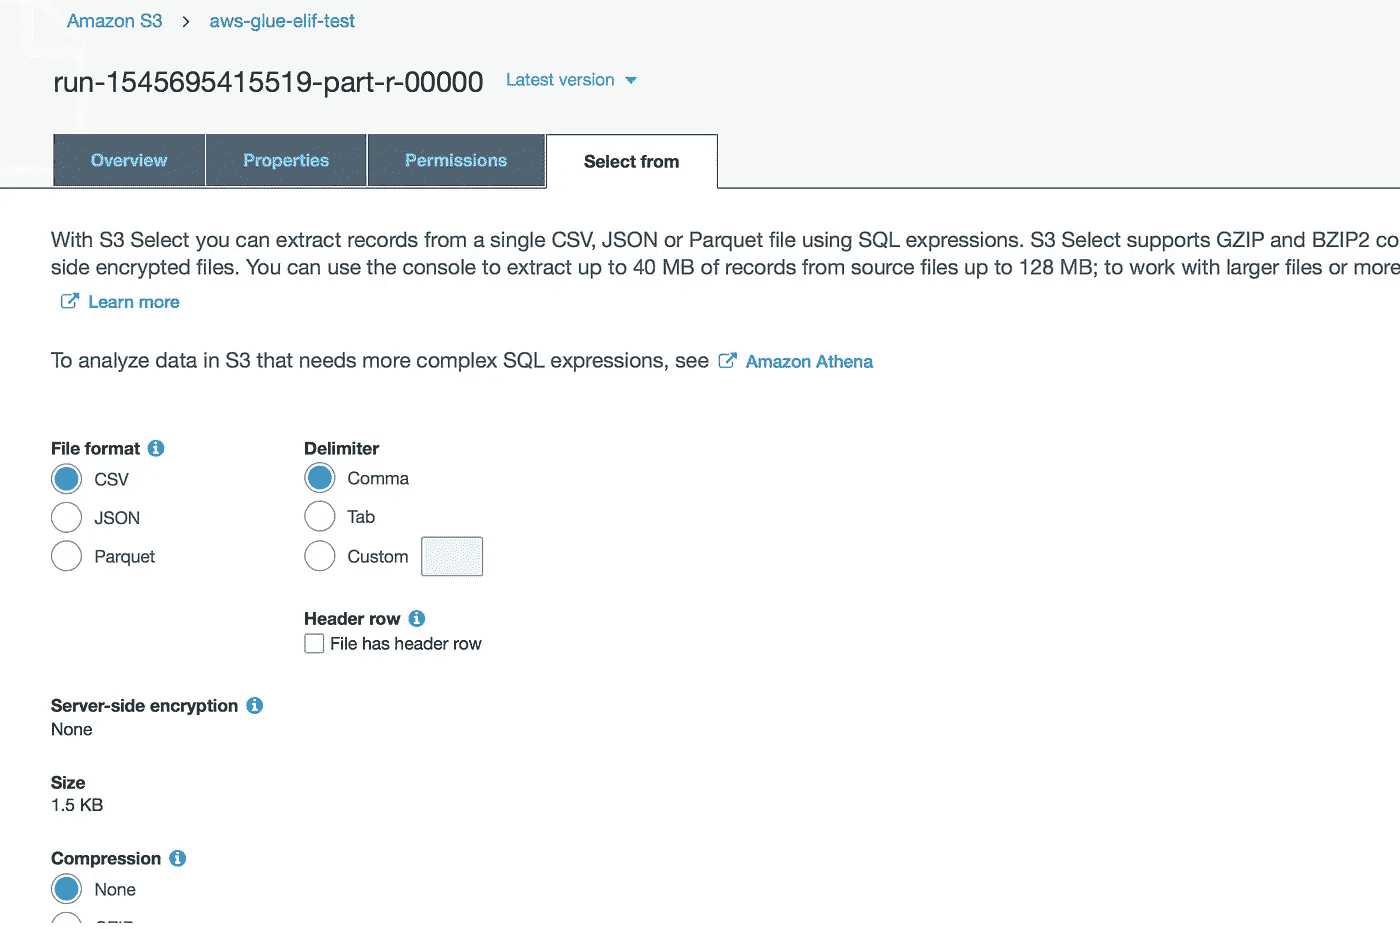 Amazon S3 > aws-glue-elif-test
run-1545695415519-part-r-00000 Latest version
Overview Properties Permissions Select from
With S3 Select you can extract records from a single CSV, JSON or Parquet file using SQL expressions. S3 Select supports GZIP and BZIP2 co
side encrypted files. You can use the console to extract up to 40 MB of records from source files up to 128 MB; to work with larger files or more
Learn more
To analyze data in S3 that needs more complex SQL expressions, see Amazon Athena
File format
CSV
JSON
Parquet
Delimiter
Comma
Tab
Custom
Header row
File has header row
Server-side encryption
None
Size
1.5 KB
Compression
None